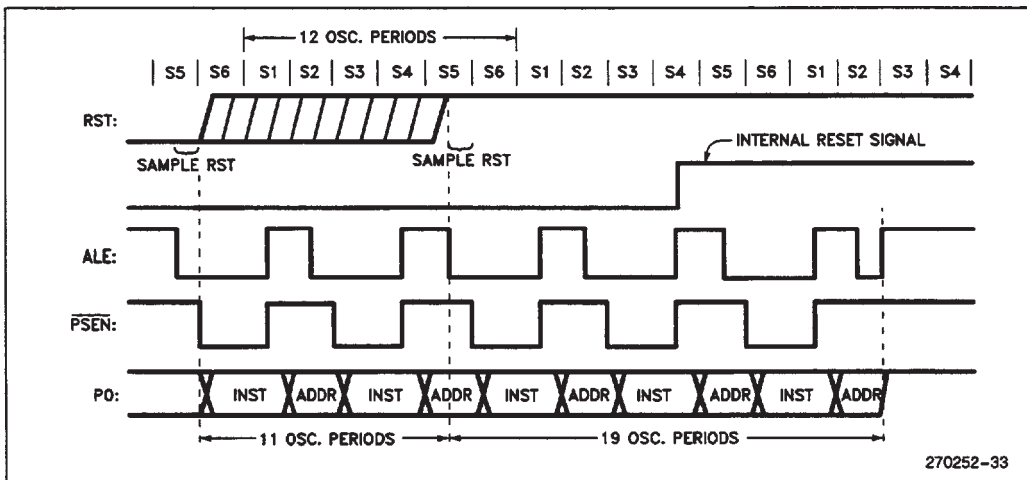 12 OSC. PERIODS
S5 S6 S1 S2 S3 S4 S5 S6 S1 S2 S3 S4 S5 S6 S1 S2 S3 S4
RST:
INTERNAL RESET SIGNAL
SAMPLE RST SAMPLE RST
ALE:
PSEN:
P0: INST ADDR INST ADDR INST ADDR INST ADDR INST ADDR
11 OSC. PERIODS 19 OSC. PERIODS
270252-33